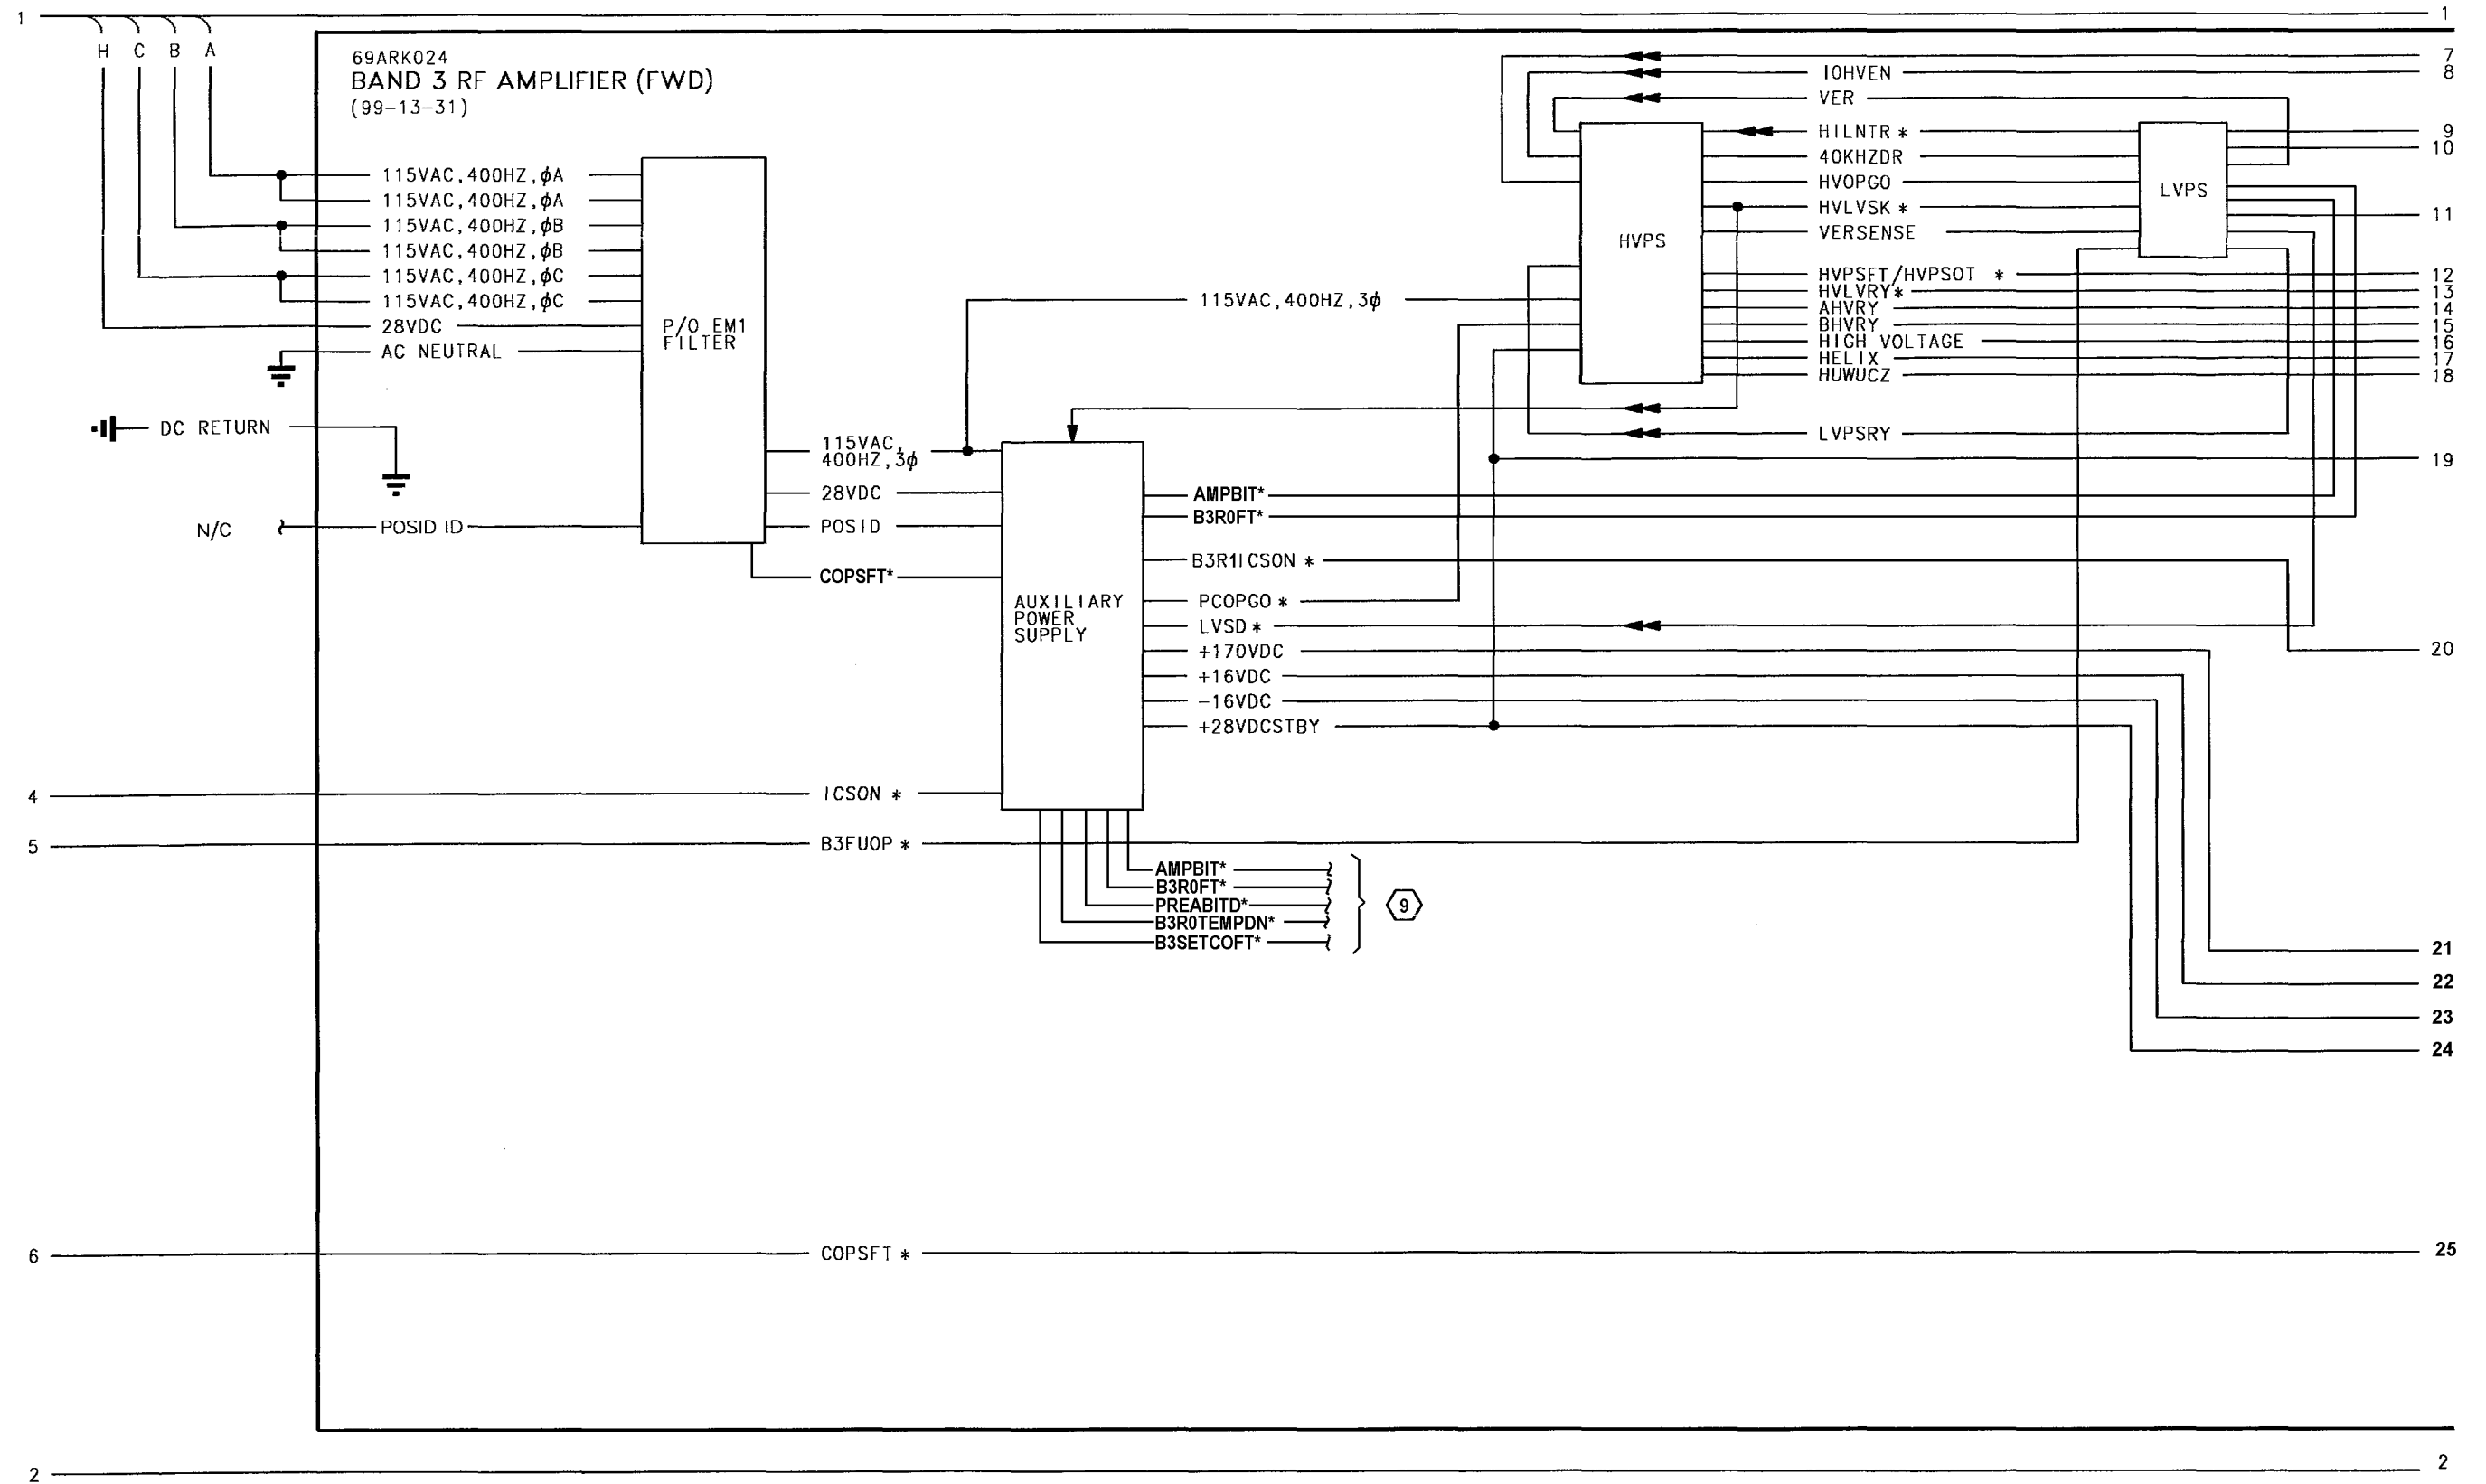 1
1
H C B A
69ARK024
BAND 3 RF AMPLIFIER (FWD)
(99-13-31)
115VAC,400HZ,ϕA
115VAC,400HZ,ϕA
115VAC,400HZ,ϕB
115VAC,400HZ,ϕB
115VAC,400HZ,ϕC
115VAC,400HZ,ϕC
28VDC
AC NEUTRAL
P/O EM1
FILTER
DC RETURN
N/C
POSID ID
115VAC,
400HZ,3ϕ
28VDC
POSID
COPSFT*
115VAC,400HZ,3ϕ
AUXILIARY
POWER
SUPPLY
HVPS
LVPS
IOHVEN
VER
HILNTR *
40KHZDR
HVOPGO
HVLVSK *
VERSENSE
HVPSFT/HVPSOT *
HVLVRY*
AHVRY
BHVRY
HIGH VOLTAGE
HELIX
HUWUCZ
LVPSRY
7
8
9
10
11
12
13
14
15
16
17
18
19
AMPBIT*
B3R0FT*
B3R1ICSON *
PCOPGO *
LVSD *
+170VDC
+16VDC
-16VDC
+28VDCSTBY
20
4
ICSON *
5
B3FUOP *
AMPBIT*
B3R0FT*
PREABITD*
B3R0TEMPDN*
B3SETCOFT*
9
21
22
23
24
6
COPSFT *
25
2
2